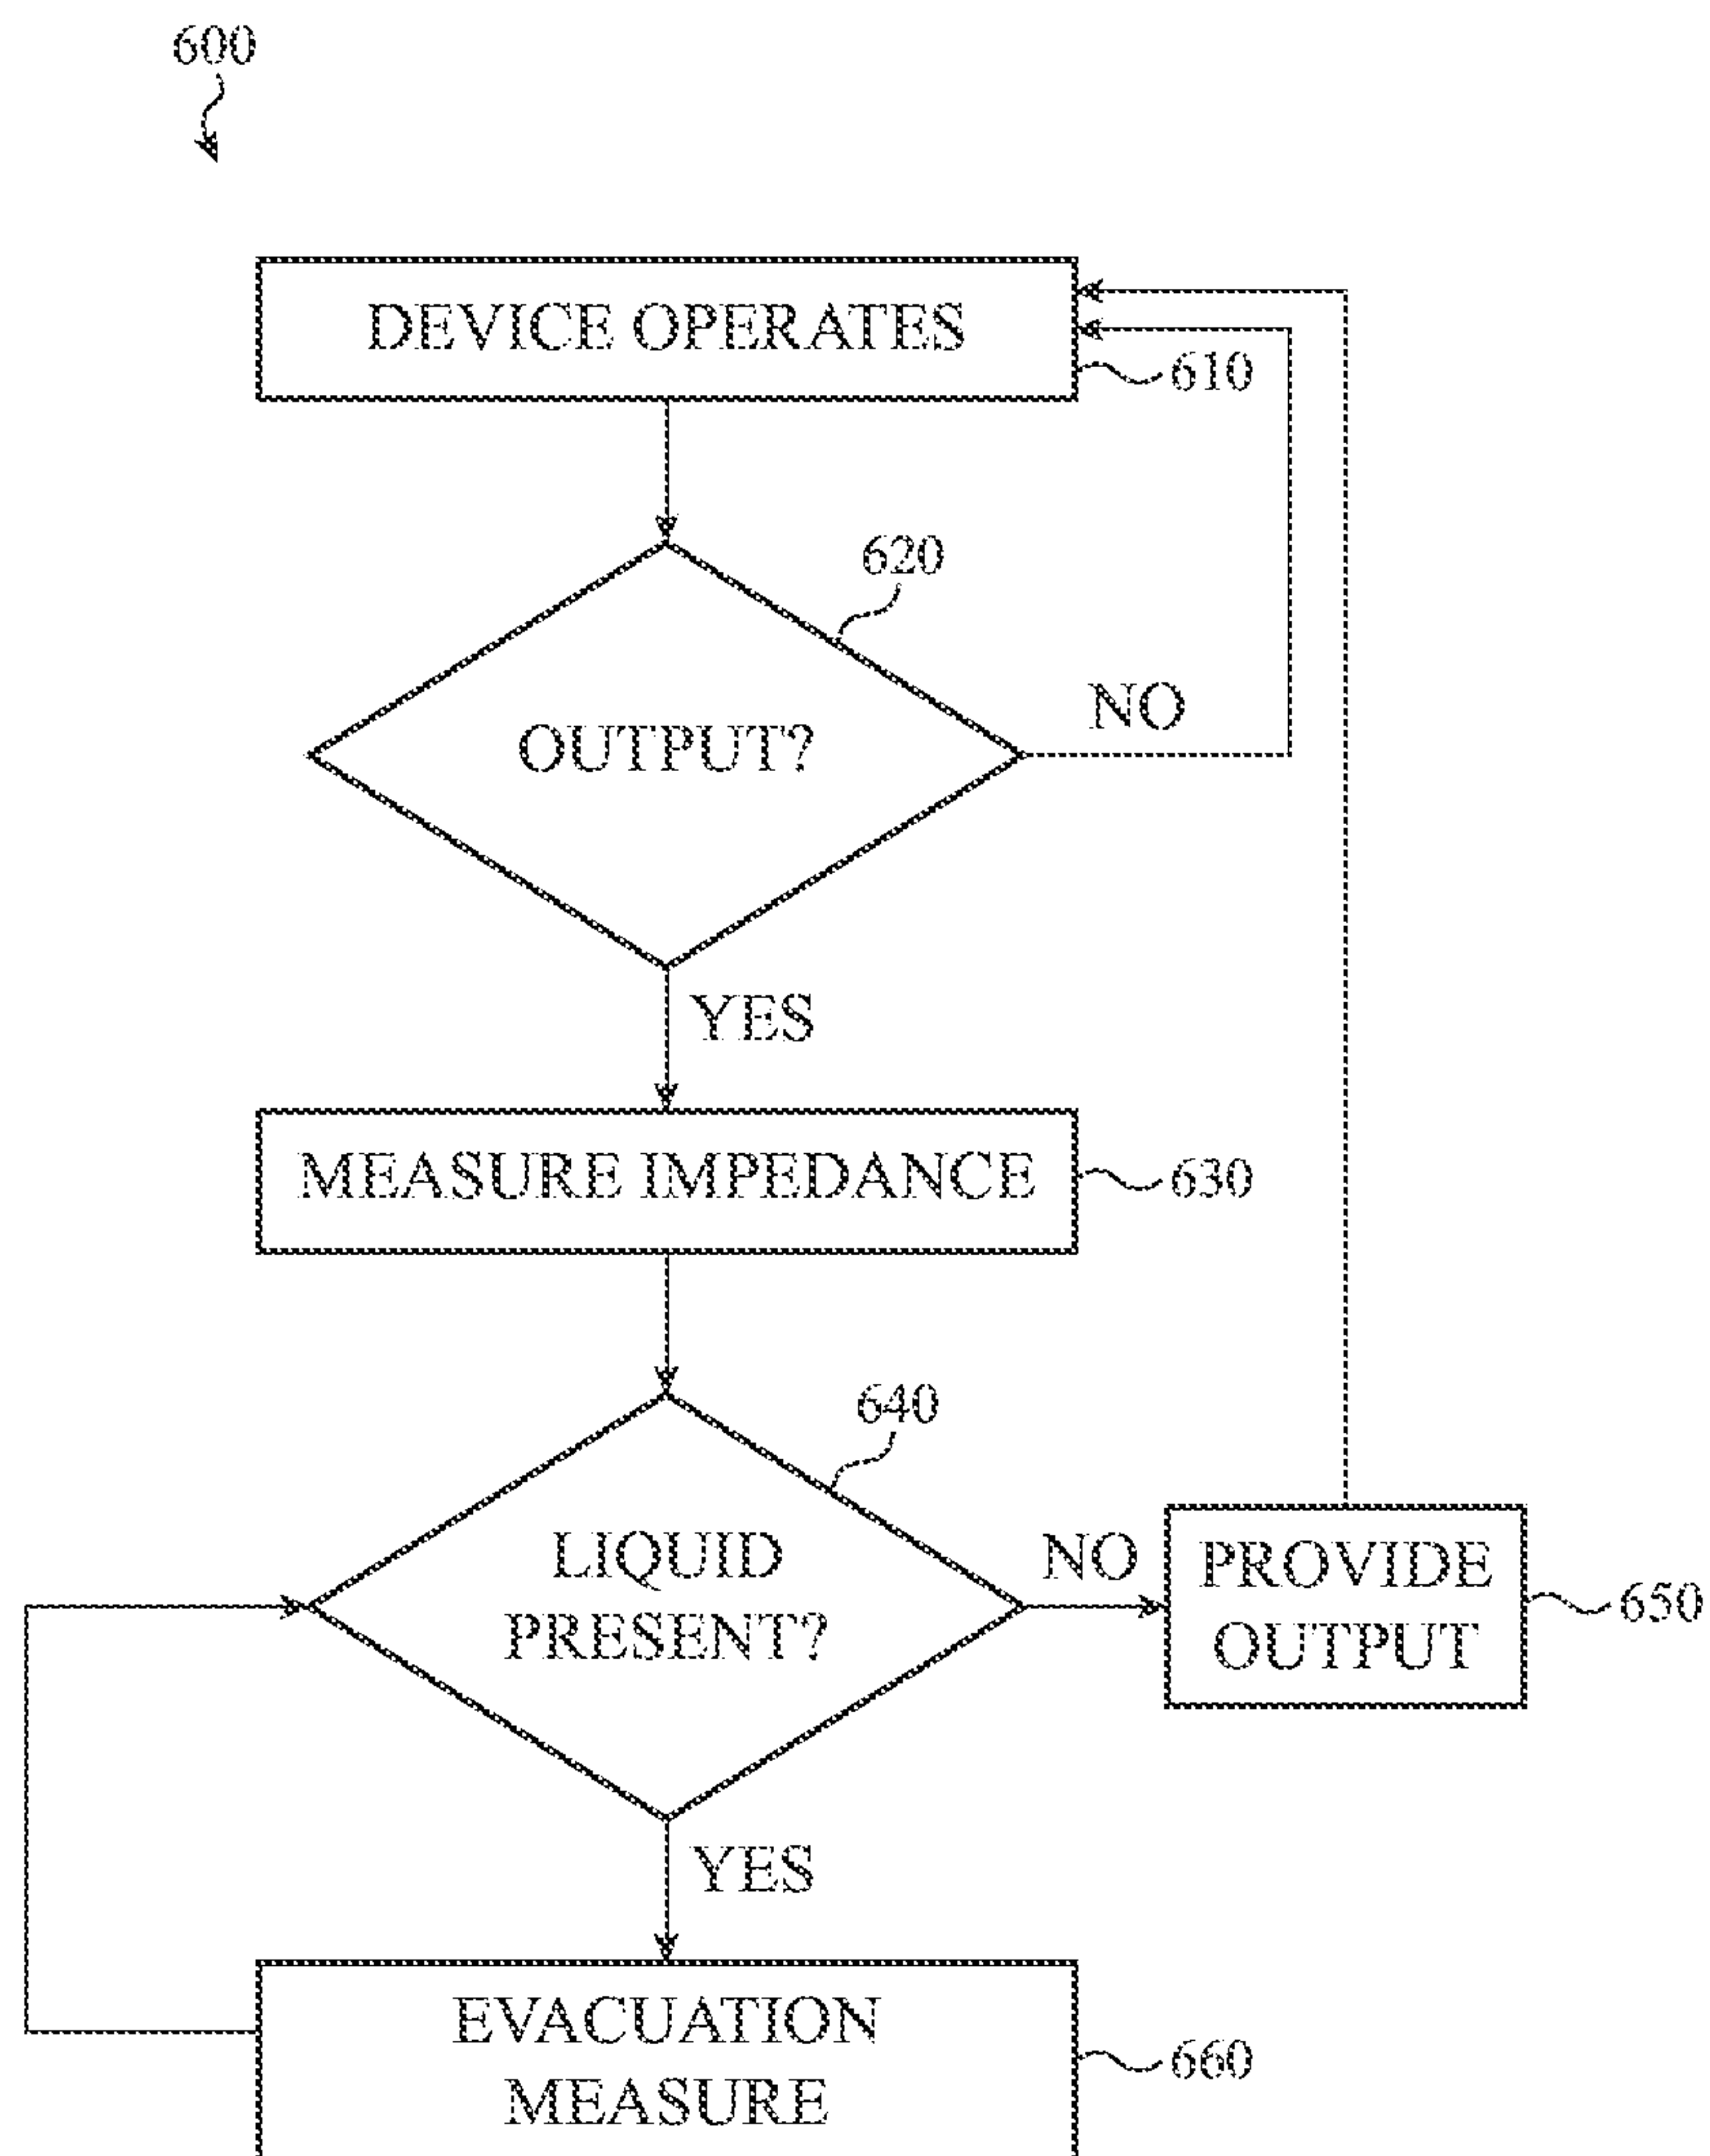 600
DEVICE OPERATES
610
620
OUTPUT?
NO
YES
MEASURE IMPEDANCE
630
640
LIQUID
PRESENT?
NO
PROVIDE
OUTPUT
650
YES
EVACUATION
MEASURE
660